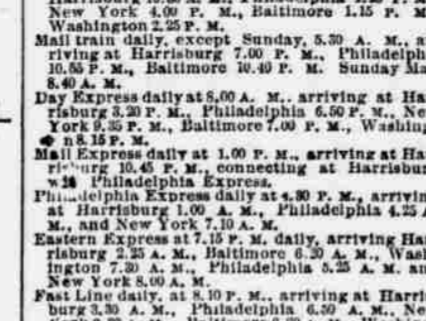 New York 4.00 P. M., Baltimore 1.15 P. M.
Washington 2.25 P. M.
Mail train daily, except Sunday, 5.30 A. M., a
riving at Harrisburg 7.00 P. M., Philadelph
10.55 P. M., Baltimore 10.40 P. M. Sunday Ma
8.40 A. M.
Day Express daily at 8.00 A. M., arriving at Ha
risburg 3.20 P. M., Philadelphia 6.50 P. M., Ne
York 9.35 P. M., Baltimore 7.00 P. M., Washing
n 8.15 P. M.
Mail Express daily at 1.00 P. M., arriving at Ha
burg 10.45 P. M., connecting at Harrisbur
Philadelphia Express.
Philadelphia Express daily at 4.30 P. M., arrivin
at Harrisburg 1.00 A. M., Philadelphia 4.25 A
M., and New York 7.10 A. M.
Eastern Express at 7.15 P. M. daily, arriving Ha
risburg 2.25 A. M., Baltimore 6.20 A. M., Wash
ington 7.30 A. M., Philadelphia 5.25 A. M. an
New York 8.00 A. M.
Fast Line daily, at 8.10 P. M., arriving at Harri
burg 3.30 A. M., Philadelphia 6.50 A. M., Ne